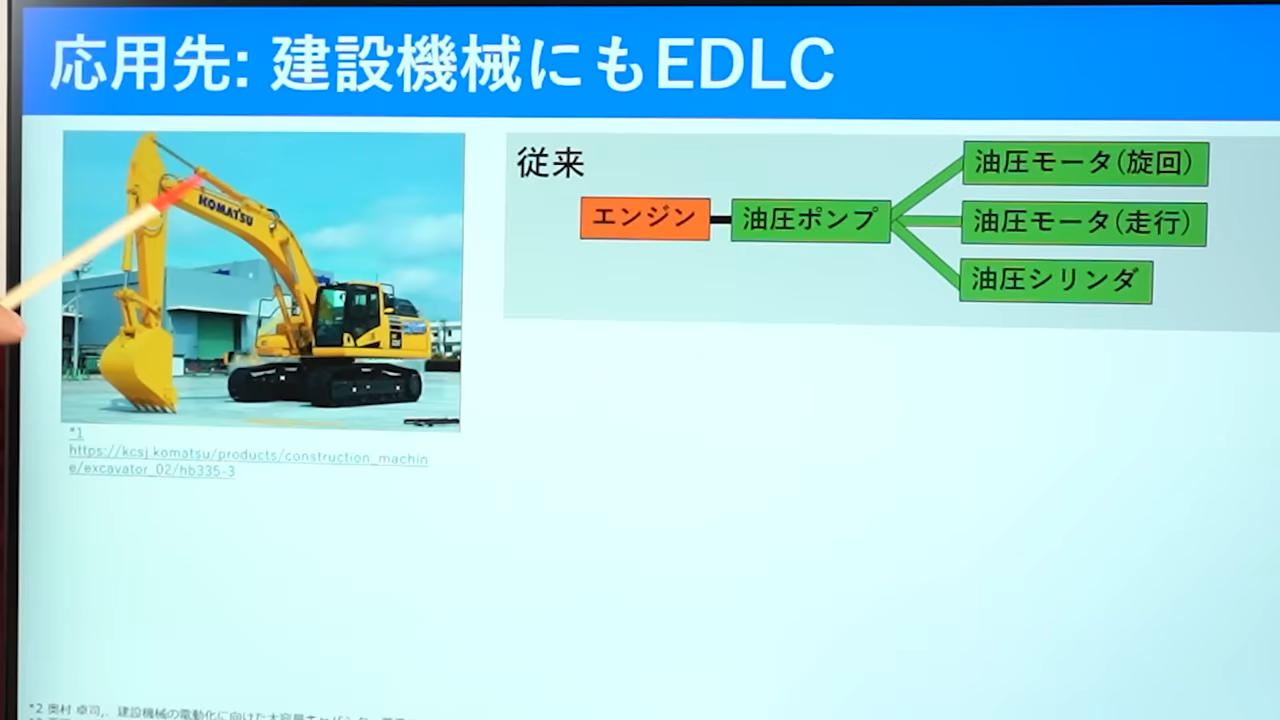 応用先: 建設機械にもEDLC
従来
エンジン
油圧ポンプ
油圧モータ(旋回)
油圧モータ(走行)
油圧シリンダ
KOMATSU
*1
https://kcsj.komatsu/products/construction_machin
e/excavator_02/hb335-3
*2 奥村 卓司,. 建設機械の電動化に向けた大容量キャパシタ